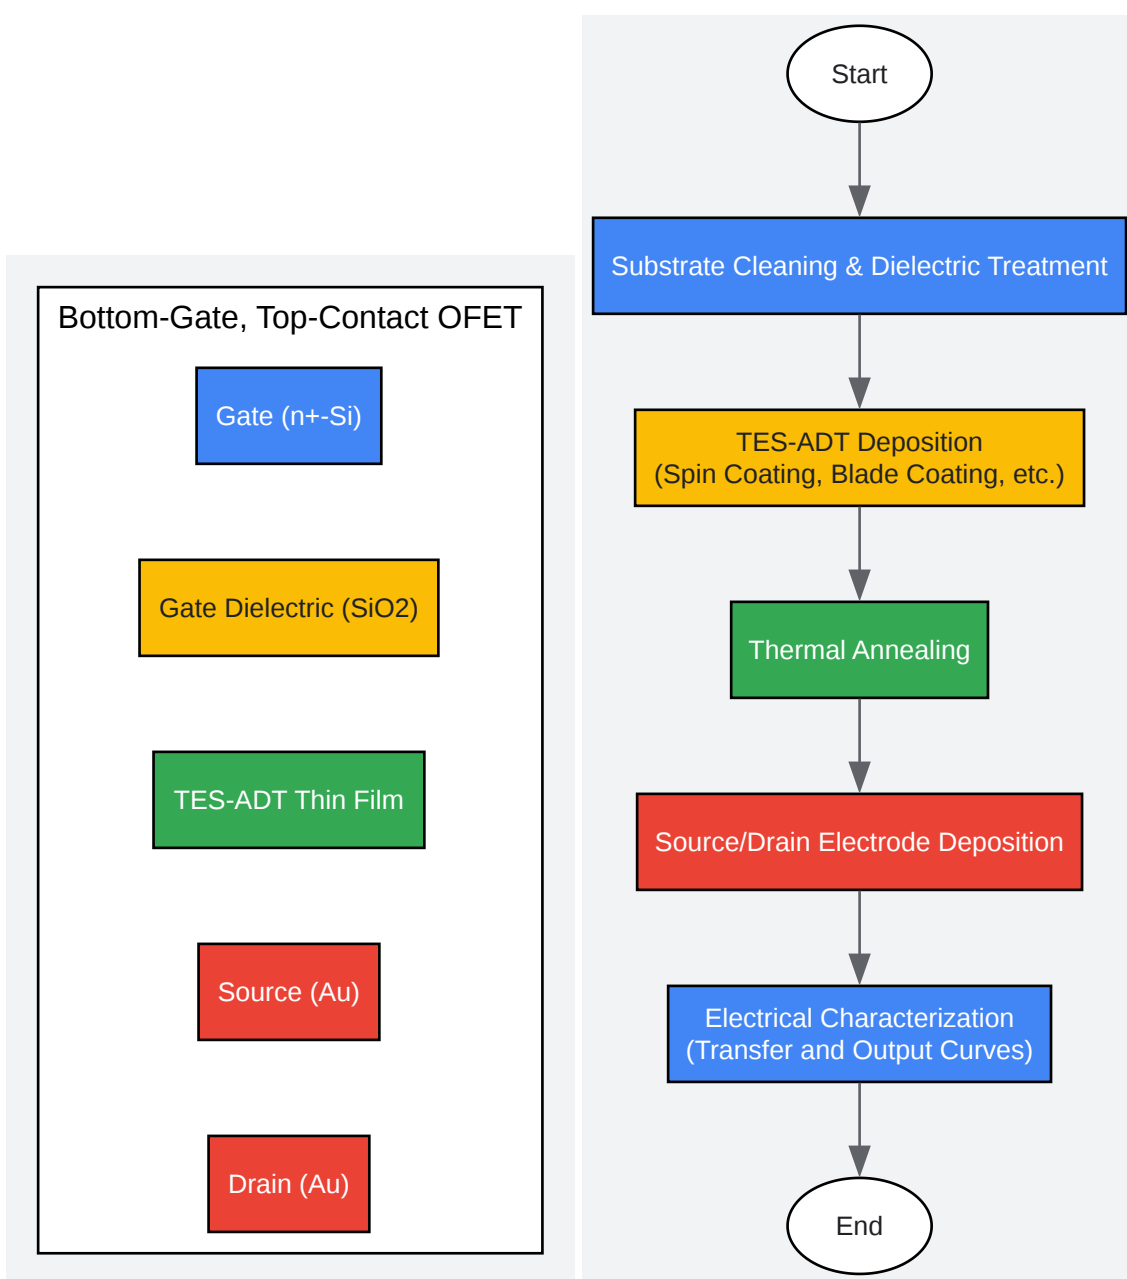 Bottom-Gate, Top-Contact OFET
Gate (n+-Si)
Gate Dielectric (SiO2)
TES-ADT Thin Film
Source (Au)
Drain (Au)
Start
Substrate Cleaning & Dielectric Treatment
TES-ADT Deposition
(Spin Coating, Blade Coating, etc.)
Thermal Annealing
Source/Drain Electrode Deposition
Electrical Characterization
(Transfer and Output Curves)
End